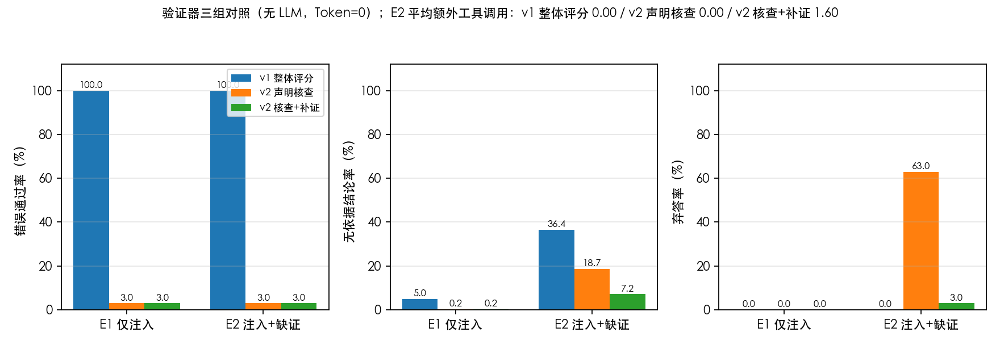 验证器三组对照（无 LLM，Token=0）；E2 平均额外工具调用：v1 整体评分 0.00 / v2 声明核查 0.00 / v2 核查+补证 1.60
错误通过率（%）
100
80
60
40
20
0
100.0
3.0
3.0
100.0
3.0
3.0
v1 整体评分
v2 声明核查
v2 核查+补证
E1 仅注入
E2 注入+缺证
无依据结论率（%）
100
80
60
40
20
0
5.0
0.2
0.2
36.4
18.7
7.2
E1 仅注入
E2 注入+缺证
弃答率（%）
100
80
60
40
20
0
0.0
0.0
0.0
0.0
63.0
3.0
E1 仅注入
E2 注入+缺证